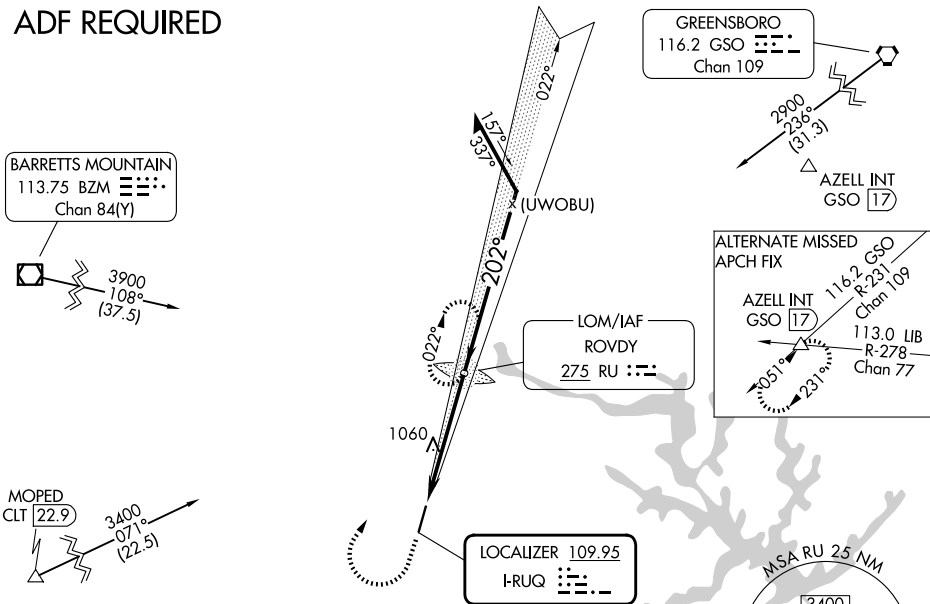 ADF REQUIRED
GREENSBORO
116.2 GSO
Chan 109
2900
236°
(31.3)
AZELL INT
GSO 17
022°
157°
337°
(UWOBU)
202°
BARRETTS MOUNTAIN
113.75 BZM
Chan 84(Y)
3900
108°
(37.5)
ALTERNATE MISSED
APCH FIX
116.2 GSO
R-231
Chan 109
AZELL INT
GSO 17
113.0 LIB
R-278
Chan 77
051°
231°
022°
LOM/IAF
ROVDY
275 RU
1060
MOPED
CLT 22.9
3400
071°
(22.5)
LOCALIZER 109.95
I-RUQ
MSA RU 25 NM
3400